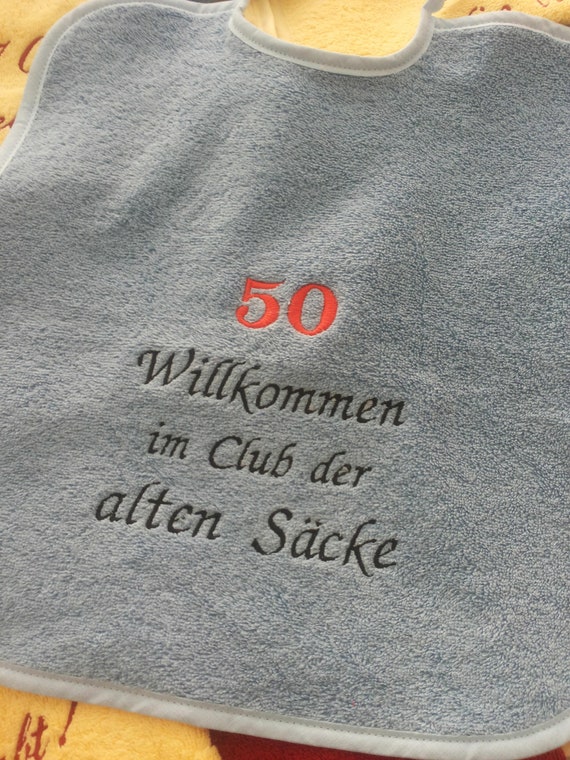 50
Willkommen
im Club der
alten Säcke